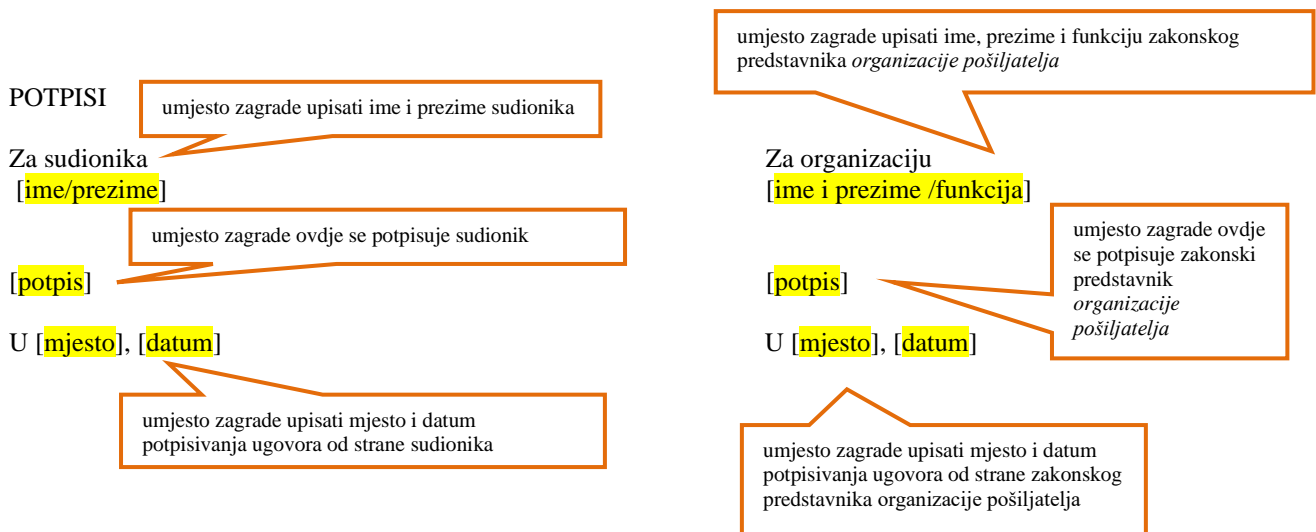 umjesto zagrade upisati ime, prezime i funkciju zakonskog
predstavnika organizacije pošiljatelja
POTPISI
umjesto zagrade upisati ime i prezime sudionika
Za sudionika
[ime/prezime]
Za organizaciju
[ime i prezime /funkcija]
umjesto zagrade ovdje se potpisuje sudionik
umjesto zagrade ovdje
se potpisuje zakonski
predstavnik
organizacije
pošiljatelja
[potpis]
[potpis]
U [mjesto], [datum]
U [mjesto], [datum]
umjesto zagrade upisati mjesto i datum
potpisivanja ugovora od strane sudionika
umjesto zagrade upisati mjesto i datum
potpisivanja ugovora od strane zakonskog
predstavnika organizacije pošiljatelja